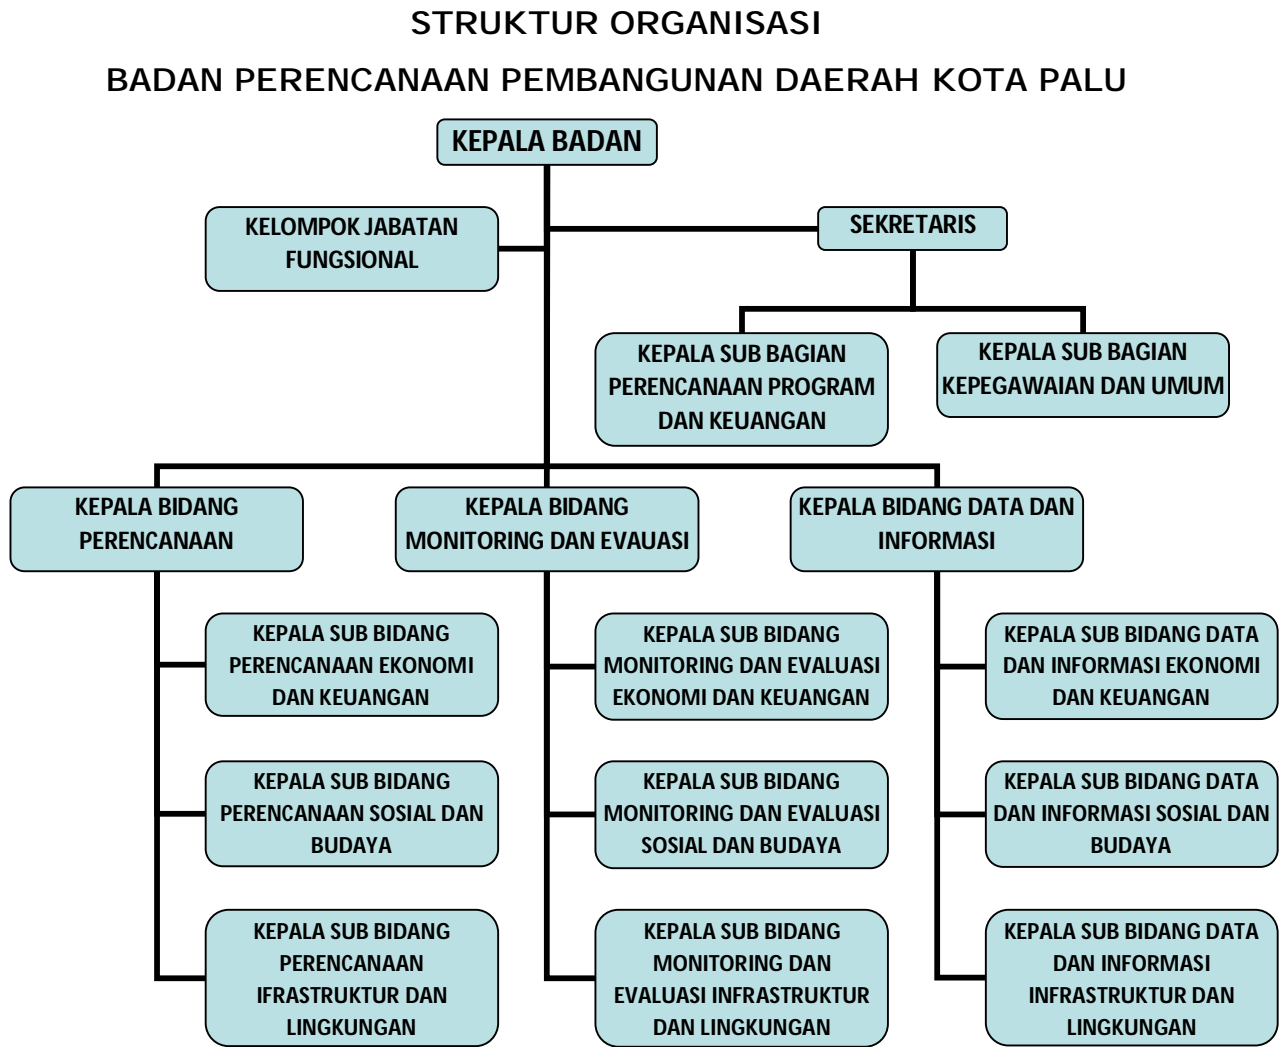 STRUKTUR ORGANISASI
BADAN PERENCANAAN PEMBANGUNAN DAERAH KOTA PALU
KEPALA BADAN
KELOMPOK JABATAN
FUNGSIONAL
SEKRETARIS
KEPALA SUB BAGIAN
PERENCANAAN PROGRAM
DAN KEUANGAN
KEPALA SUB BAGIAN
KEPEGAWAIAN DAN UMUM
KEPALA BIDANG
PERENCANAAN
KEPALA BIDANG
MONITORING DAN EVAUASI
KEPALA BIDANG DATA DAN
INFORMASI
KEPALA SUB BIDANG
PERENCANAAN EKONOMI
DAN KEUANGAN
KEPALA SUB BIDANG
MONITORING DAN EVALUASI
EKONOMI DAN KEUANGAN
KEPALA SUB BIDANG DATA
DAN INFORMASI EKONOMI
DAN KEUANGAN
KEPALA SUB BIDANG
PERENCANAAN SOSIAL DAN
BUDAYA
KEPALA SUB BIDANG
MONITORING DAN EVALUASI
SOSIAL DAN BUDAYA
KEPALA SUB BIDANG DATA
DAN INFORMASI SOSIAL DAN
BUDAYA
KEPALA SUB BIDANG
PERENCANAAN
IFRASTRUKTUR DAN
LINGKUNGAN
KEPALA SUB BIDANG
MONITORING DAN
EVALUASI INFRASTRUKTUR
DAN LINGKUNGAN
KEPALA SUB BIDANG DATA
DAN INFORMASI
INFRASTRUKTUR DAN
LINGKUNGAN